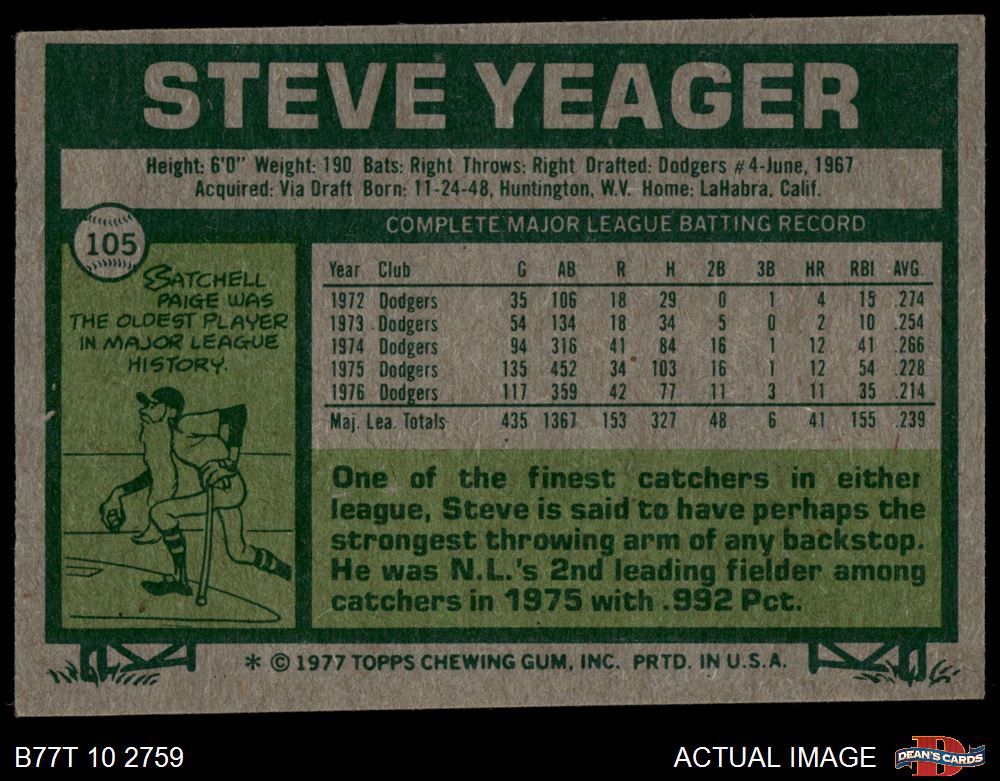 STEVE YEAGER
Height: 6'0" Weight: 190 Bats: Right Throws: Right Drafted: Dodgers #4-June, 1967
Acquired: Via Draft Born: 11-24-48, Huntington, W.V. Home: LaHabra, Calif.
105
COMPLETE MAJOR LEAGUE BATTING RECORD
SATCHELL
PAIGE WAS
THE OLDEST PLAYER
IN MAJOR LEAGUE
HISTORY.
Year Club G AB R H 2B 3B HR RBI AVG.
1972 Dodgers 35 106 18 29 0 1 4 15 .274
1973 Dodgers 54 134 18 34 5 0 2 10 .254
1974 Dodgers 94 316 41 84 16 1 12 41 .266
1975 Dodgers 135 452 34 103 16 1 12 54 .228
1976 Dodgers 117 359 42 77 11 3 11 35 .214
Maj. Lea. Totals 435 1367 153 327 48 6 41 155 .239
One of the finest catchers in either
league, Steve is said to have perhaps the
strongest throwing arm of any backstop.
He was N.L.'s 2nd leading fielder among
catchers in 1975 with .992 Pct.
* © 1977 TOPPS CHEWING GUM, INC. PRTD. IN U.S.A.
B77T 10 2759
ACTUAL IMAGE
D
DEAN'S CARDS